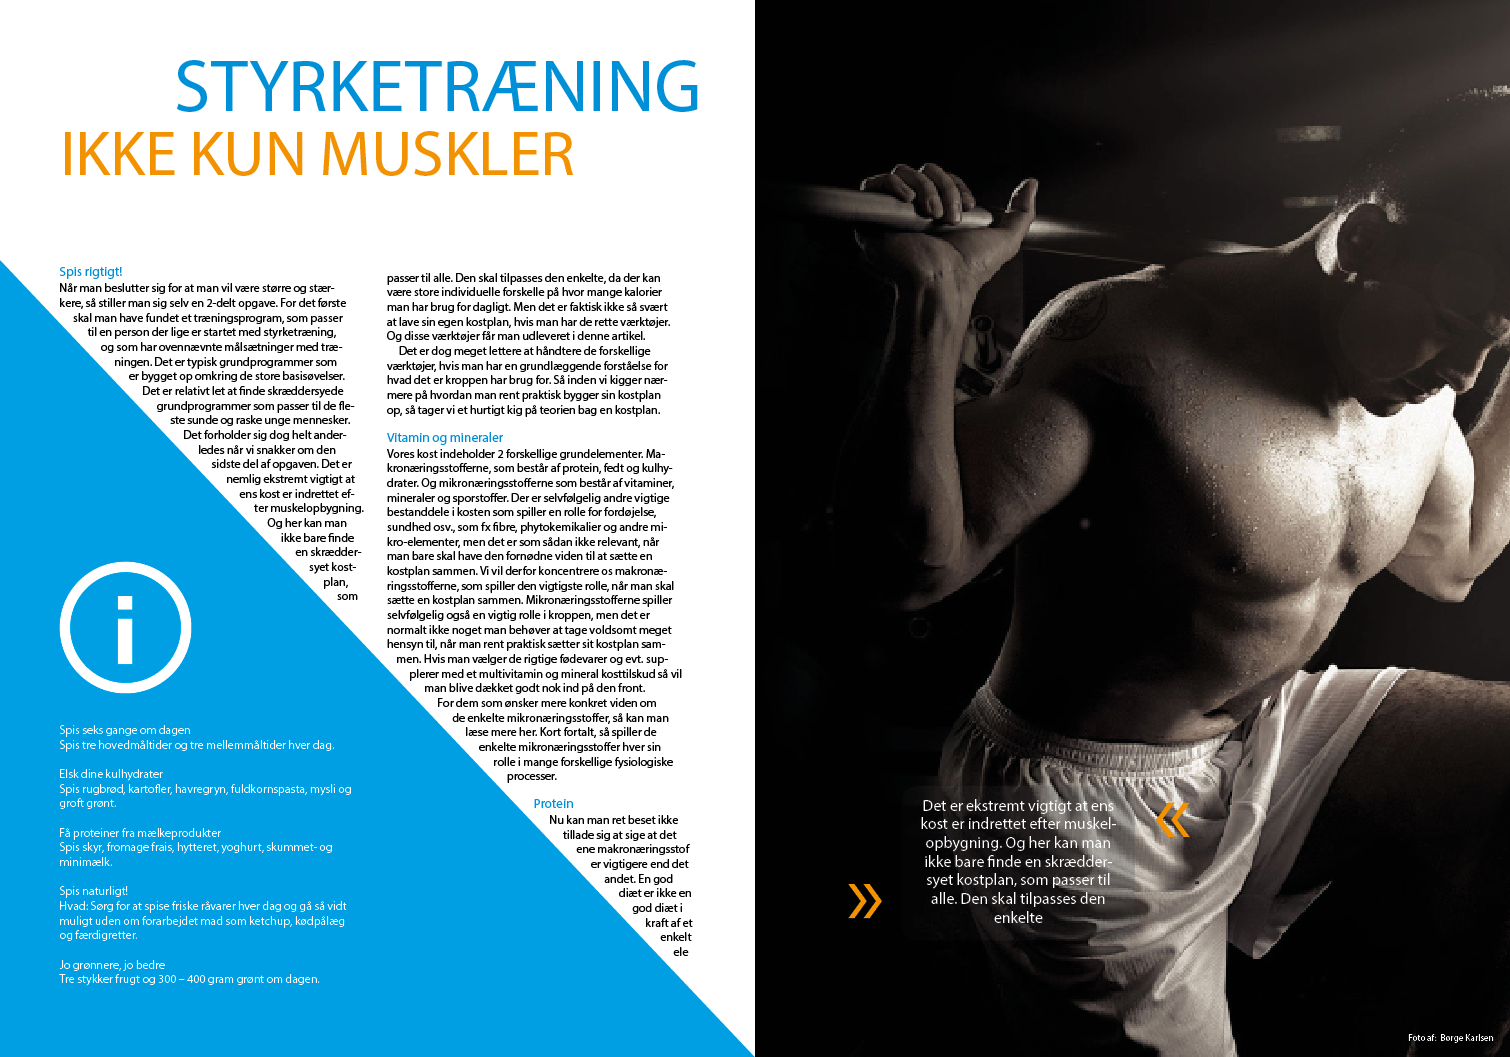 STYRKETRÆNING
IKKE KUN MUSKLER
Spis rigtigt!
Når man beslutter sig for at man vil være større og stær-
kere, så stiller man sig selv en 2-delt opgave. For det første
skal man have fundet et træningsprogram, som passer
til en person der lige er startet med styrketræning,
og som har ovennævnte målsætninger med træ-
ningen. Det er typisk grundprogrammer som
er bygget op omkring de store basisøvelser.
Det er relativt let at finde skræddersyede
grundprogrammer som passer til de fle-
ste sunde og raske unge mennesker.
Det forholder sig dog helt ander-
ledes når vi snakker om den
sidste del af opgaven. Det er
nemlig ekstremt vigtigt at
ens kost er indrettet ef-
ter muskelopbygning.
Og her kan man
ikke bare finde
en skrædder-
syet kost-
plan,
som
passer til alle. Den skal tilpasses den enkelte, da der kan
være store individuelle forskelle på hvor mange kalorier
man har brug for dagligt. Men det er faktisk ikke så svært
at lave sin egen kostplan, hvis man har de rette værktøjer.
Og disse værktøjer får man udleveret i denne artikel.
Det er dog meget lettere at håndtere de forskellige
værktøjer, hvis man har en grundlæggende forståelse for
hvad det er kroppen har brug for. Så inden vi kigger nær-
mere på hvordan man rent praktisk bygger sin kostplan
op, så tager vi et hurtigt kig på teorien bag en kostplan.
Vitamin og mineraler
Vores kost indeholder 2 forskellige grundelementer. Ma-
kronæringsstofferne, som består af protein, fedt og kulhy-
drater. Og mikronæringsstofferne som består af vitaminer,
mineraler og sporstoffer. Der er selvfølgelig andre vigtige
bestanddele i kosten som spiller en rolle for fordøjelse,
sundhed osv., som fx fibre, phytokemikalier og andre mi-
kro-elementer, men det er som sådan ikke relevant, når
man bare skal have den fornødne viden til at sætte en
kostplan sammen. Vi vil derfor koncentrere os makronæ-
ringsstofferne, som spiller den vigtigste rolle, når man skal
sætte en kostplan sammen. Mikronæringsstofferne spiller
selvfølgelig også en vigtig rolle i kroppen, men det er
normalt ikke noget man behøver at tage voldsomt meget
hensyn til, når man rent praktisk sætter sit kostplan sam-
men. Hvis man vælger de rigtige fødevarer og evt. sup-
plerer med et multivitamin og mineral kosttilskud så vil
man blive dækket godt nok ind på den front.
For dem som ønsker mere konkret viden om
de enkelte mikronæringsstoffer, så kan man
læse mere her. Kort fortalt, så spiller de
enkelte mikronæringsstoffer hver sin
rolle i mange forskellige fysiologiske
processer.
Protein
Nu kan man ret beset ikke
tillade sig at sige at det
ene makronæringsstof
er vigtigere end det
andet. En god
diæt er ikke en
god diæt i
kraft af et
enkelt
ele
i
Spis seks gange om dagen
Spis tre hovedmåltider og tre mellemmåltider hver dag.
Elsk dine kulhydrater
Spis rugbrød, kartofler, havregryn, fuldkornspasta, mysli og
groft grønt.
Få proteiner fra mælkeprodukter
Spis skyr, fromage frais, hytteret, yoghurt, skummet- og
minimælk.
Spis naturligt!
Hvad: Sørg for at spise friske råvarer hver dag og gå så vidt
muligt uden om forarbejdet mad som ketchup, kødpålæg
og færdigretter.
Jo grønnere, jo bedre
Tre stykker frugt og 300 – 400 gram grønt om dagen.
Det er ekstremt vigtigt at ens
kost er indrettet efter muskel-
opbygning. Og her kan man
ikke bare finde en skrædder-
syet kostplan, som passer til
alle. Den skal tilpasses den
enkelte
«
»
Foto af: Børge Karlsen